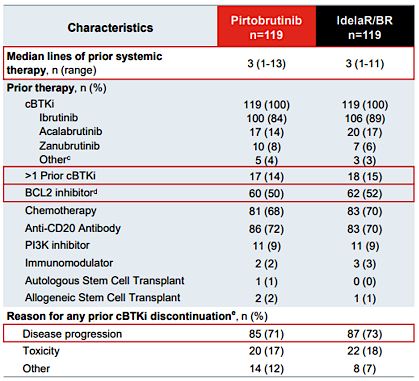 Characteristics Pirtobrutinib n=119 IdelaR/BR n=119
Median lines of prior systemic
therapy, n (range) 3 (1-13) 3 (1-11)
Prior therapy, n (%)
cBTKi 119 (100) 119 (100)
Ibrutinib 100 (84) 106 (89)
Acalabrutinib 17 (14) 20 (17)
Zanubrutinib 10 (8) 7 (6)
Otherᶜ 5 (4) 3 (3)
>1 Prior cBTKi 17 (14) 18 (15)
BCL2 inhibitorᵈ 60 (50) 62 (52)
Chemotherapy 81 (68) 83 (70)
Anti-CD20 Antibody 86 (72) 83 (70)
PI3K inhibitor 11 (9) 11 (9)
Immunomodulator 2 (2) 3 (3)
Autologous Stem Cell Transplant 1 (1) 0 (0)
Allogeneic Stem Cell Transplant 2 (2) 1 (1)
Reason for any prior cBTKi discontinuationᵉ, n (%)
Disease progression 85 (71) 87 (73)
Toxicity 20 (17) 22 (18)
Other 14 (12) 8 (7)